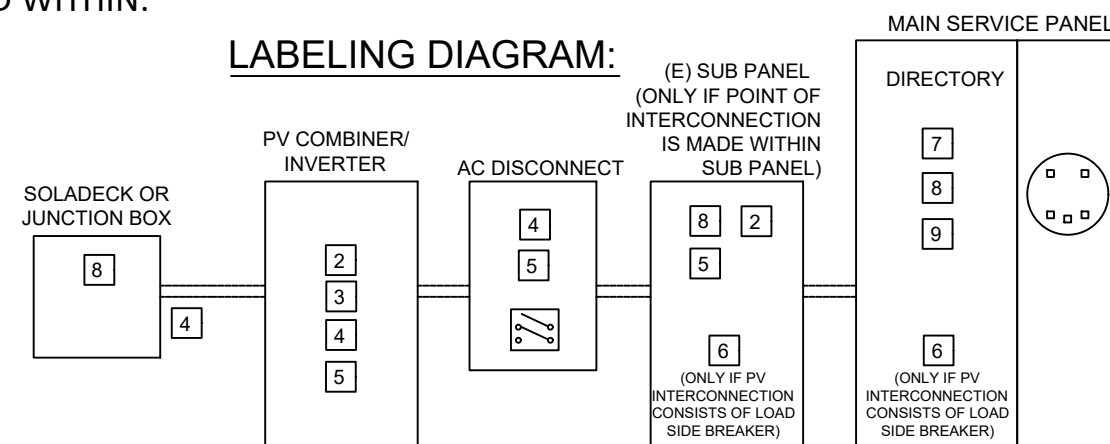 D WITHIN.
LABELING DIAGRAM:
SOLADECK OR
JUNCTION BOX
8
4
PV COMBINER/
INVERTER
2
3
4
5
AC DISCONNECT
4
5
(E) SUB PANEL
(ONLY IF POINT OF
INTERCONNECTION
IS MADE WITHIN
SUB PANEL)
8 2
5
6
(ONLY IF PV
INTERCONNECTION
CONSISTS OF LOAD
SIDE BREAKER)
MAIN SERVICE PANEL
DIRECTORY
7
8
9
6
(ONLY IF PV
INTERCONNECTION
CONSISTS OF LOAD
SIDE BREAKER)